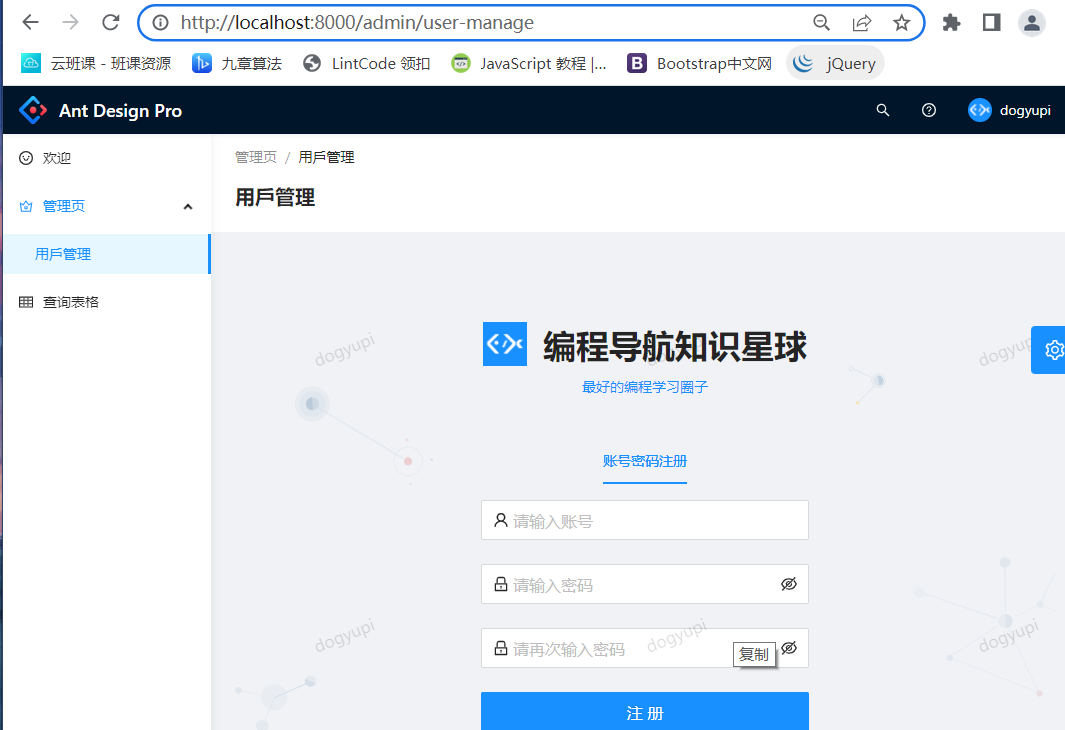 http://localhost:8000/admin/user-manage
云班课 - 班课资源 九章算法 LintCode 领扣 JavaScript 教程 |... Bootstrap中文网 jQuery
Ant Design Pro dogyupi
欢迎
管理页 / 用戶管理
管理页
用戶管理
用戶管理
查询表格
编程导航知识星球
dogyupi dogyupi
最好的编程学习圈子
账号密码注册
请输入账号
请输入密码
请再次输入密码
复制
dogyupi dogyupi dogyupi
注 册